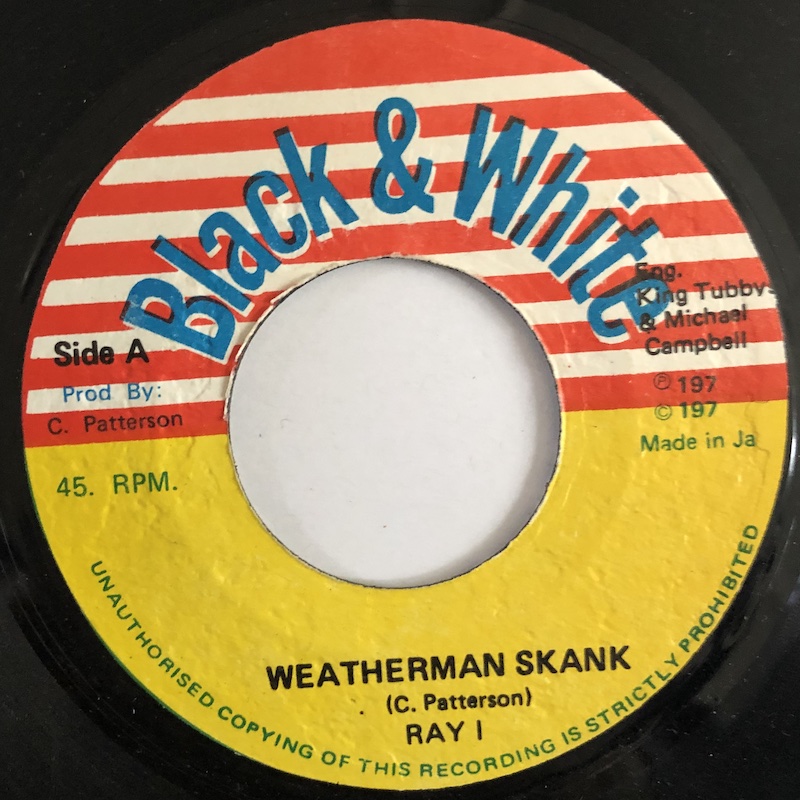 Black & White
Eng.
King Tubby
& Michael
Campbell
Side A
Prod By:
C. Patterson
℗ 197
© 197
Made in Ja
45. RPM.
WEATHERMAN SKANK
(C. Patterson)
RAY I
UNAUTHORISED COPYING OF THIS RECORDING IS STRICTLY PROHIBITED